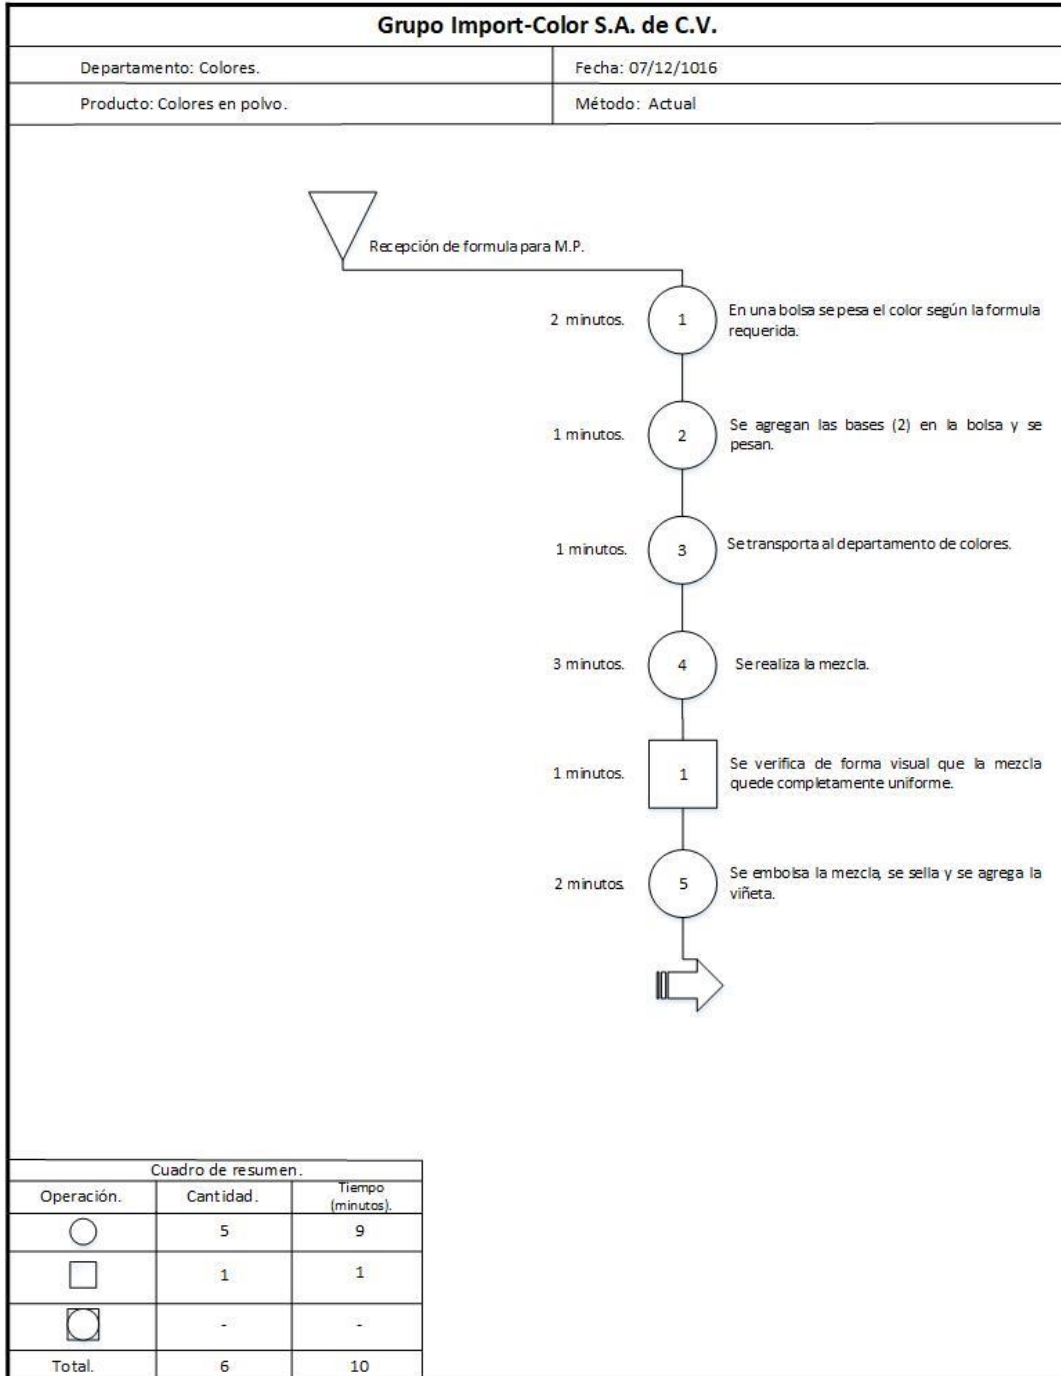 Grupo Import-Color S.A. de C.V.
Departamento: Colores.
Fecha: 07/12/1016
Producto: Colores en polvo.
Método: Actual
Recepción de formula para M.P.
2 minutos.
1
En una bolsa se pesa el color según la formula
requerida.
1 minutos.
2
Se agregan las bases (2) en la bolsa y se
pesan.
1 minutos.
3
Se transporta al departamento de colores.
3 minutos.
4
Se realiza la mezcla.
1 minutos.
1
Se verifica de forma visual que la mezcla
quede completamente uniforme.
2 minutos.
5
Se embolsa la mezcla, se sella y se agrega la
viñeta.
Cuadro de resumen.
Operación.
Cantidad.
Tiempo
(minutos).
5
9
1
1
-
-
Total.
6
10